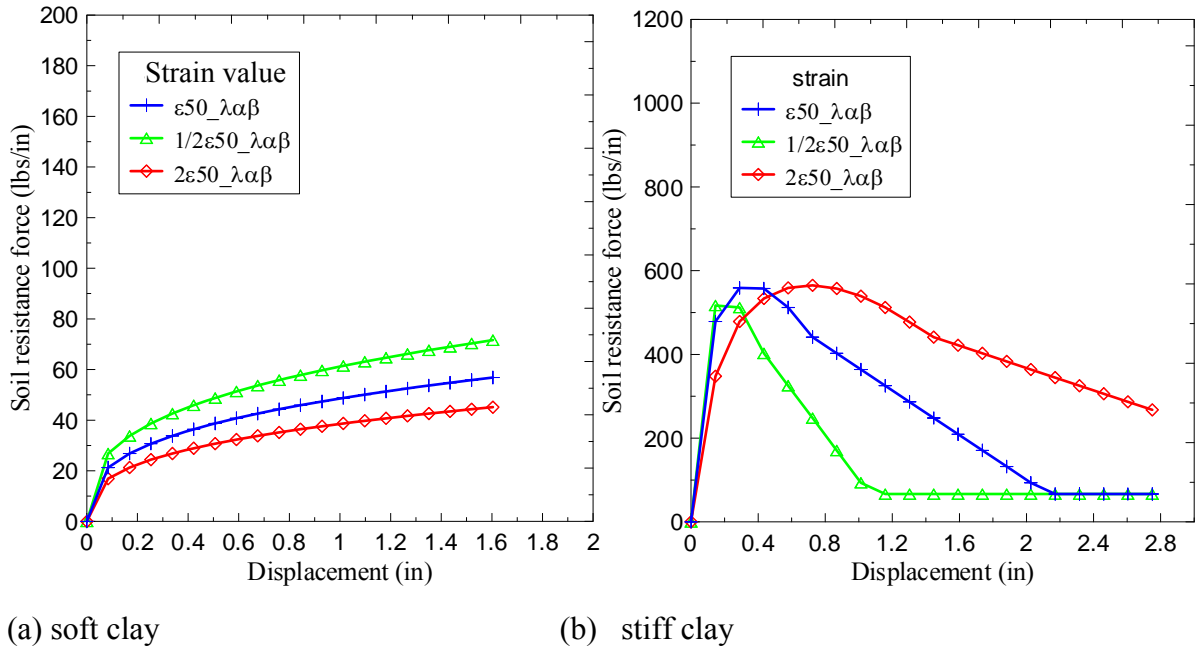 200
180
160
140
120
100
80
60
40
20
0
Soil resistance force (lbs/in)
Strain value
ε50_λαβ
1/2ε50_λαβ
2ε50_λαβ
0 0.2 0.4 0.6 0.8 1 1.2 1.4 1.6 1.8 2
Displacement (in)
(a) soft clay
1200
1000
800
600
400
200
0
Soil resistance force (lbs/in)
strain
ε50_λαβ
1/2ε50_λαβ
2ε50_λαβ
0 0.4 0.8 1.2 1.6 2 2.4 2.8
Displacement (in)
(b) stiff clay